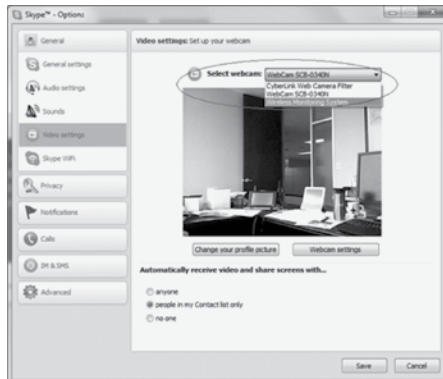 Skype™ - Options
General
General settings
Audio settings
Sounds
Video settings
Skype WiFi
Privacy
Notifications
Calls
IM & SMS
Advanced
Video settings: Set up your webcam
Select webcam: WebCam SCB-0340N
CyberLink Web Camera Filter
WebCam SCB-0340N
Wireless Monitoring System
Change your profile picture
Webcam settings
Automatically receive video and share screens with...
anyone
people in my Contact list only
no one
Save
Cancel